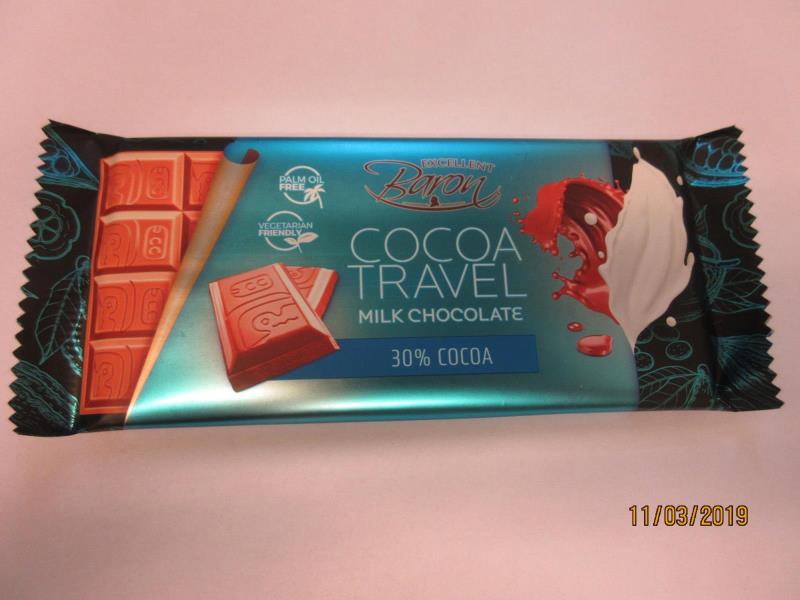 EXCELLENT
Baron
PALM OIL
FREE
VEGETARIAN
FRIENDLY
COCOA
TRAVEL
MILK CHOCOLATE
30% COCOA
11/03/2019